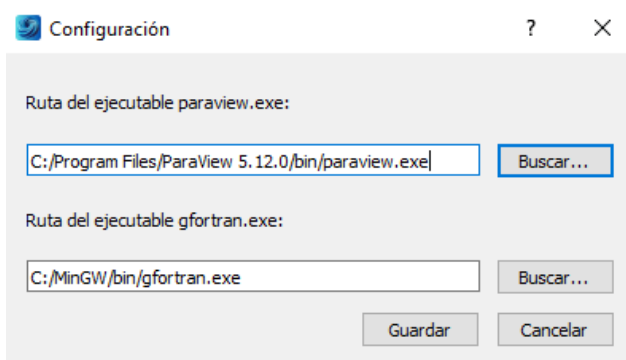 Configuración
Ruta del ejecutable paraview.exe:
C:/Program Files/ParaView 5.12.0/bin/paraview.exe
Buscar...
Ruta del ejecutable gfortran.exe:
C:/MinGW/bin/gfortran.exe
Buscar...
Guardar
Cancelar